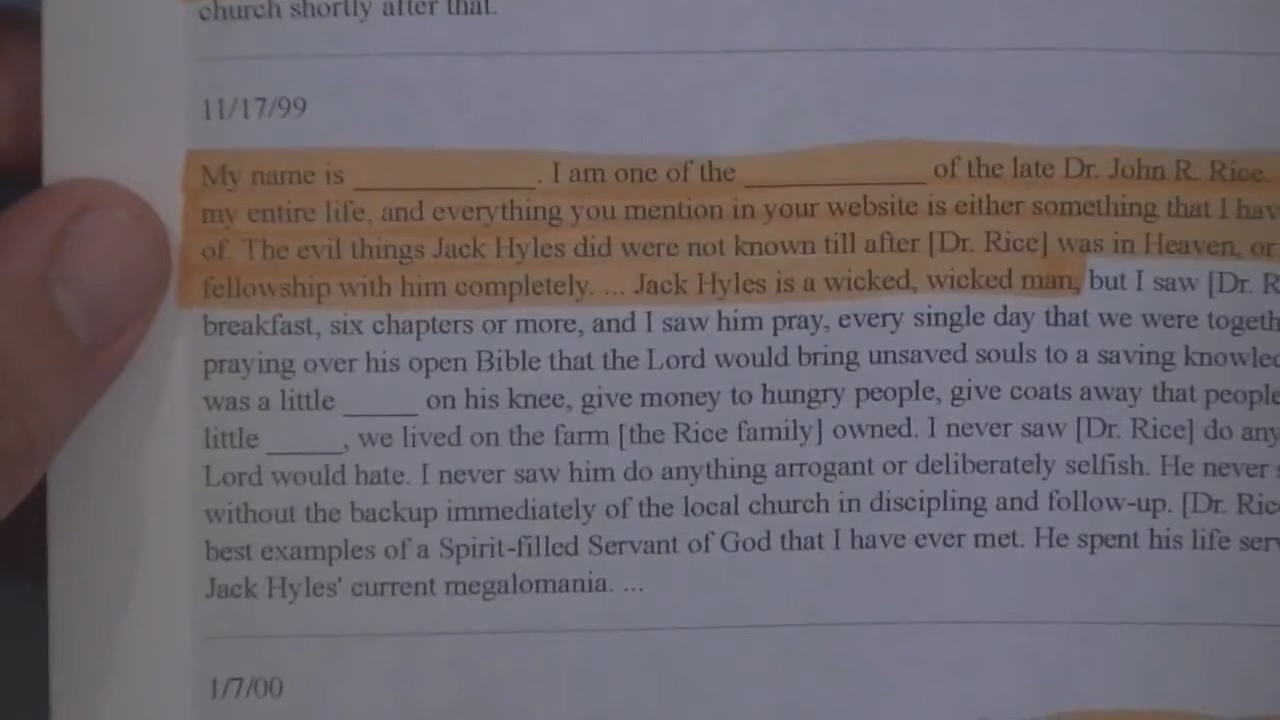 church shortly after that.
11/17/99
My name is ____________. I am one of the ____________ of the late Dr. John R. Rice.
my entire life, and everything you mention in your website is either something that I
of. The evil things Jack Hyles did were not known till after [Dr. Rice] was in Heaven, or
fellowship with him completely. ... Jack Hyles is a wicked, wicked man, but I saw [Dr.
breakfast, six chapters or more, and I saw him pray, every single day that we were
praying over his open Bible that the Lord would bring unsaved souls to a saving
was a little _____ on his knee, give money to hungry people, give coats away that people
little _____, we lived on the farm [the Rice family] owned. I never saw [Dr. Rice] do
Lord would hate. I never saw him do anything arrogant or deliberately selfish. He never
without the backup immediately of the local church in discipling and follow-up. [Dr.
best examples of a Spirit-filled Servant of God that I have ever met. He spent his life
Jack Hyles' current megalomania. ...
1/7/00